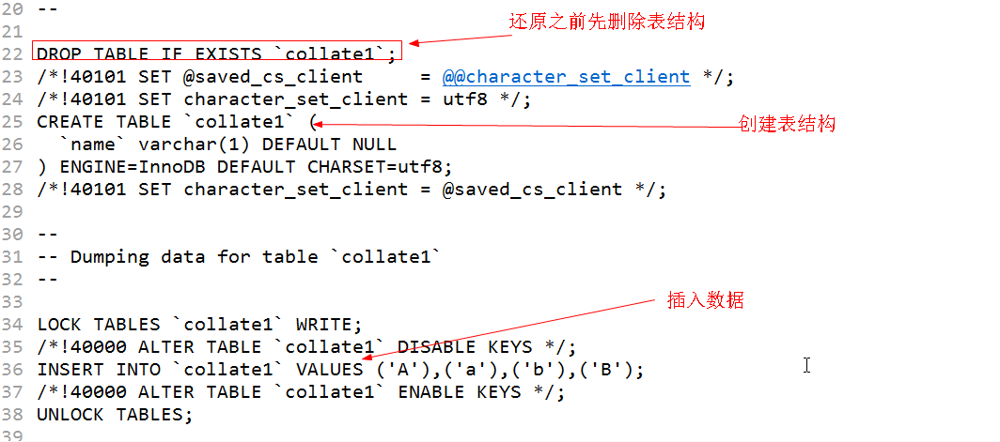 20 --
还原之前先删除表结构
21
22 DROP TABLE IF EXISTS `collate1`;
23 /*!40101 SET @saved_cs_client     = @@character_set_client */;
24 /*!40101 SET character_set_client = utf8 */;
25 CREATE TABLE `collate1` (
创建表结构
26   `name` varchar(1) DEFAULT NULL
27 ) ENGINE=InnoDB DEFAULT CHARSET=utf8;
28 /*!40101 SET character_set_client = @saved_cs_client */;
29
30 --
31 -- Dumping data for table `collate1`
32 --
33
插入数据
34 LOCK TABLES `collate1` WRITE;
35 /*!40000 ALTER TABLE `collate1` DISABLE KEYS */;
36 INSERT INTO `collate1` VALUES ('A'),('a'),('b'),('B');
37 /*!40000 ALTER TABLE `collate1` ENABLE KEYS */;
38 UNLOCK TABLES;
39